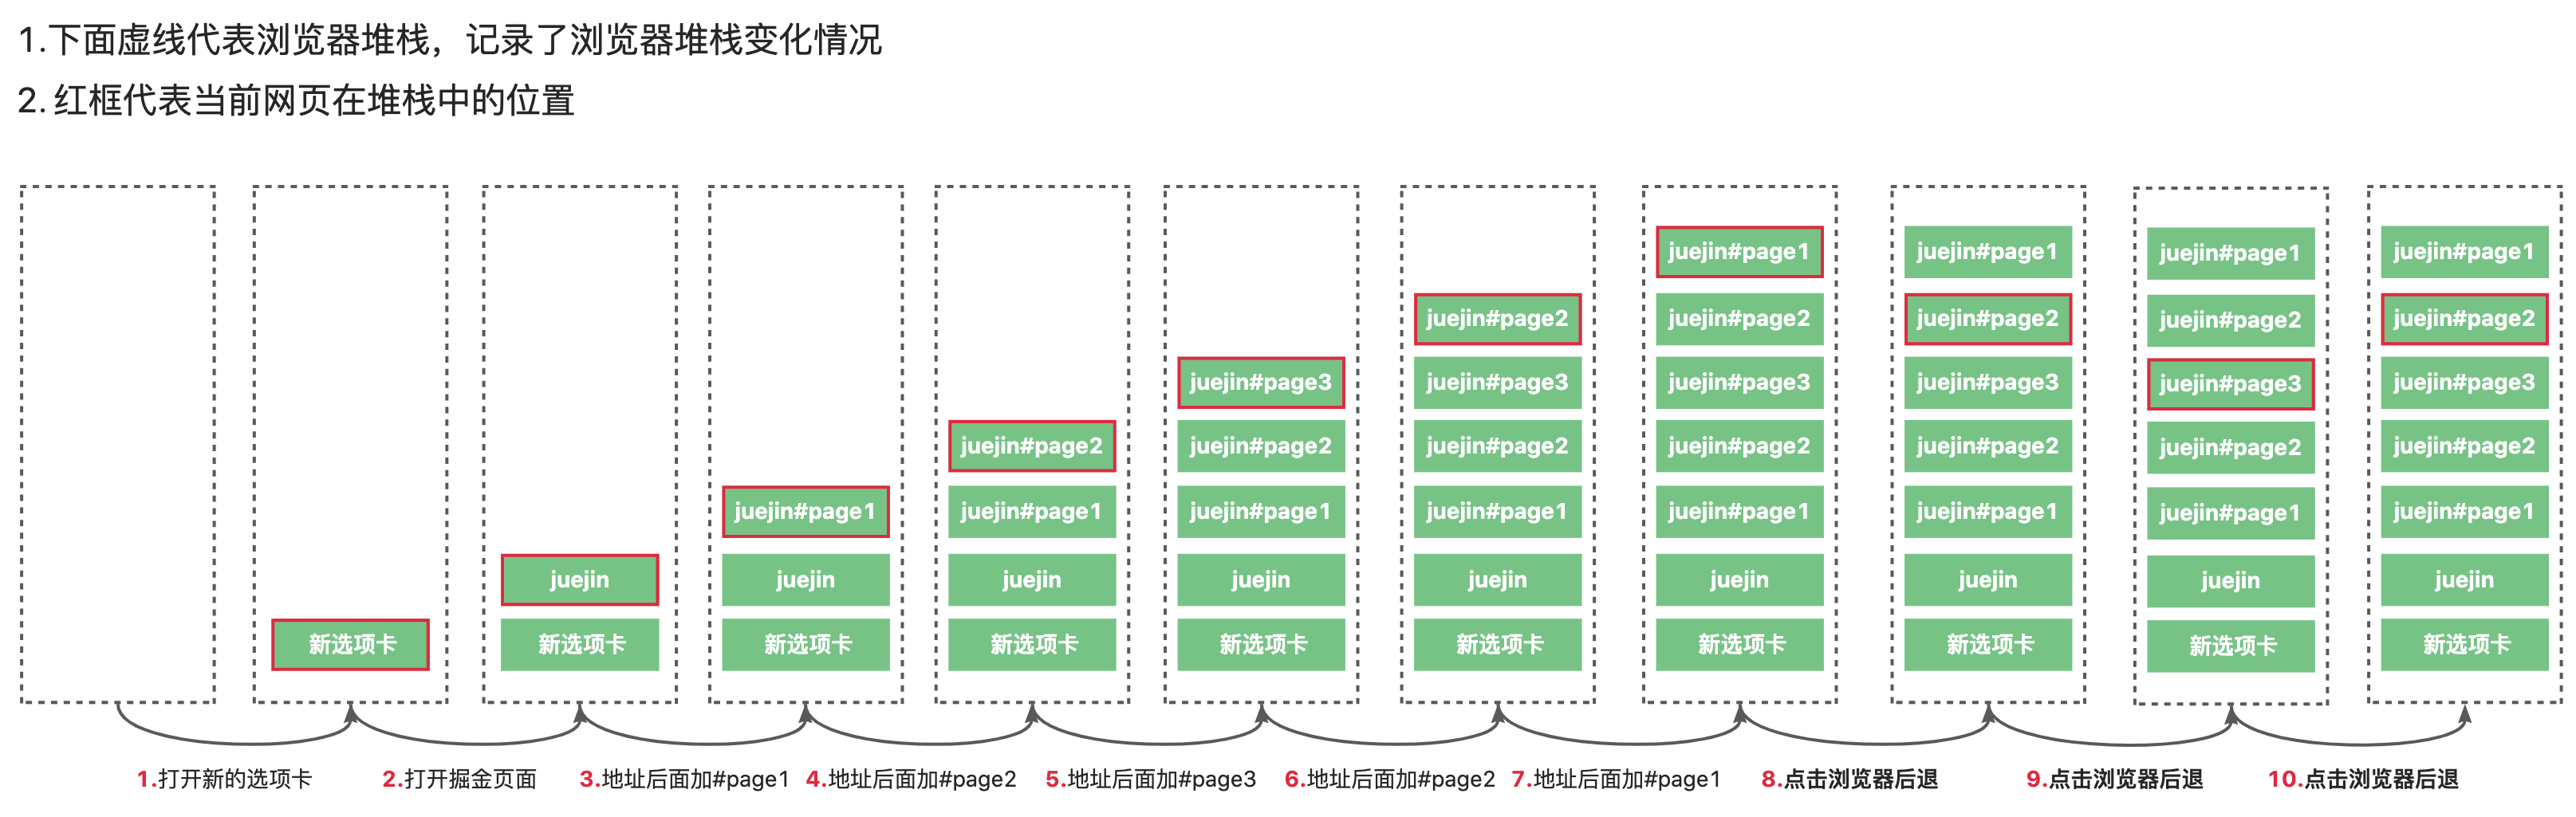 1.下面虚线代表浏览器堆栈，记录了浏览器堆栈变化情况
2.红框代表当前网页在堆栈中的位置
新选项卡
juejin
新选项卡
juejin#page1
juejin
新选项卡
juejin#page2
juejin#page1
juejin
新选项卡
juejin#page3
juejin#page2
juejin#page1
juejin
新选项卡
juejin#page2
juejin#page3
juejin#page2
juejin#page1
juejin
新选项卡
juejin#page1
juejin#page2
juejin#page3
juejin#page2
juejin#page1
juejin
新选项卡
juejin#page1
juejin#page2
juejin#page3
juejin#page2
juejin#page1
juejin
新选项卡
juejin#page1
juejin#page2
juejin#page3
juejin#page2
juejin#page1
juejin
新选项卡
juejin#page1
juejin#page2
juejin#page3
juejin#page2
juejin#page1
juejin
新选项卡
1.打开新的选项卡
2.打开掘金页面
3.地址后面加#page1
4.地址后面加#page2
5.地址后面加#page3
6.地址后面加#page2
7.地址后面加#page1
8.点击浏览器后退
9.点击浏览器后退
10.点击浏览器后退